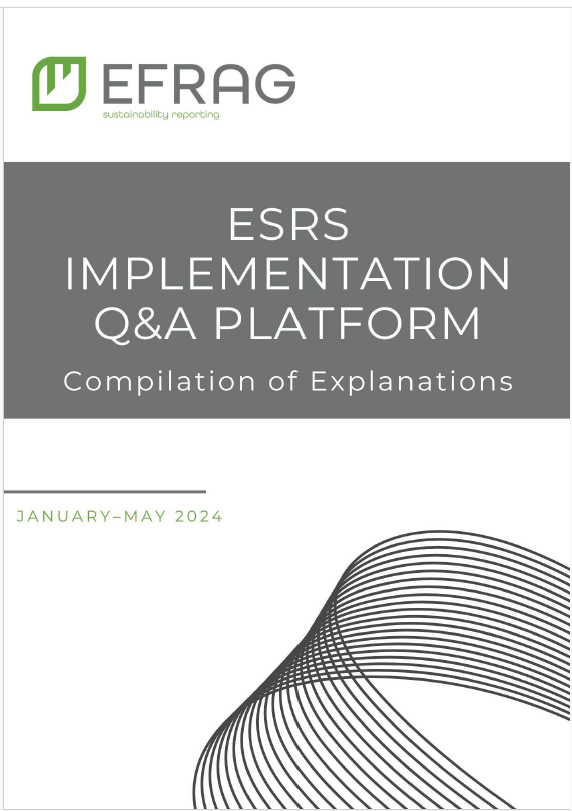 EFRAG
sustainability reporting
ESRS
IMPLEMENTATION
Q&A PLATFORM
Compilation of Explanations
JANUARY–MAY 2024